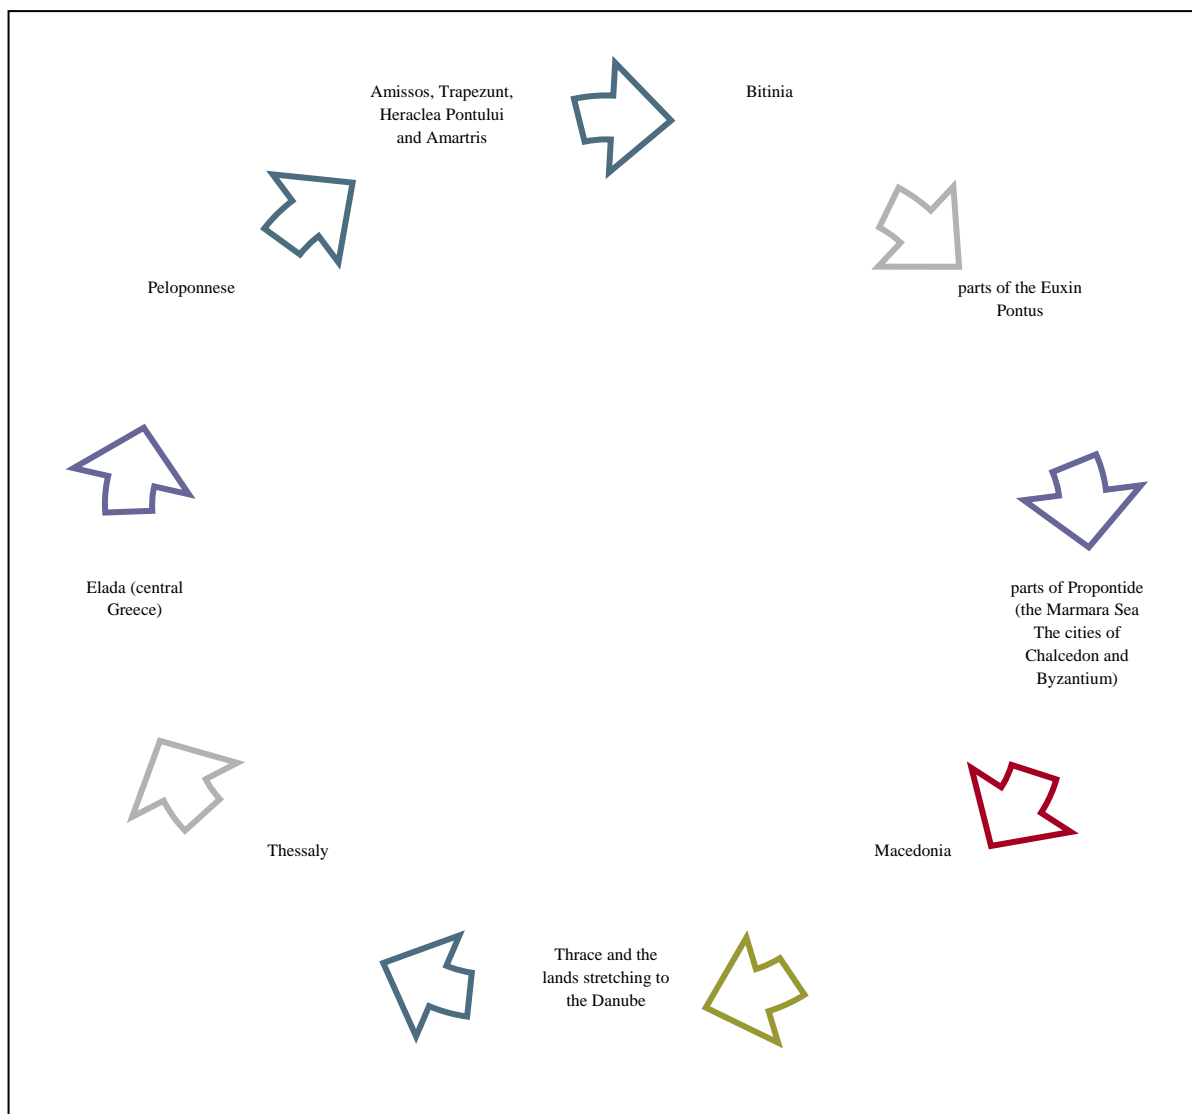 Amissos, Trapezunt,
Heraclea Pontului
and Amartris
Bitinia
parts of the Euxin
Pontus
parts of Propontide
(the Marmara Sea
The cities of
Chalcedon and
Byzantium)
Macedonia
Thrace and the
lands stretching to
the Danube
Thessaly
Elada (central
Greece)
Peloponnese